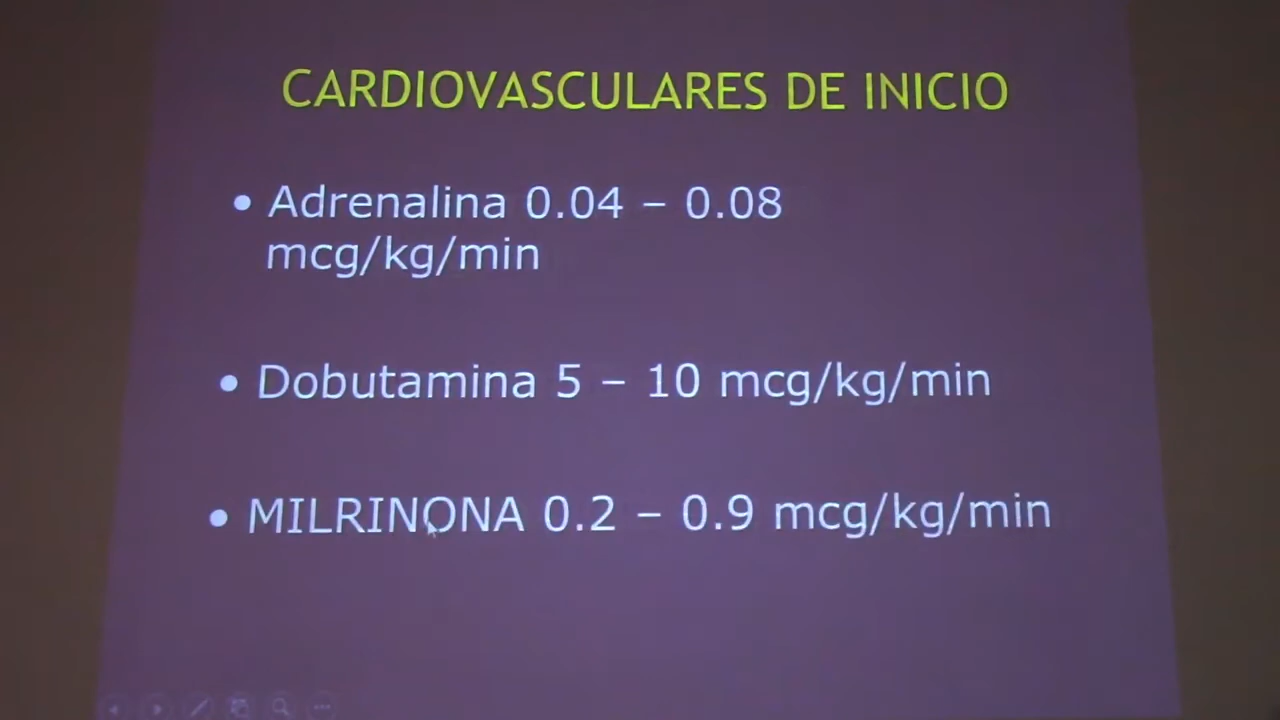 CARDIOVASCULARES DE INICIO
• Adrenalina 0.04 – 0.08
mcg/kg/min
• Dobutamina 5 – 10 mcg/kg/min
• MILRINONA 0.2 – 0.9 mcg/kg/min